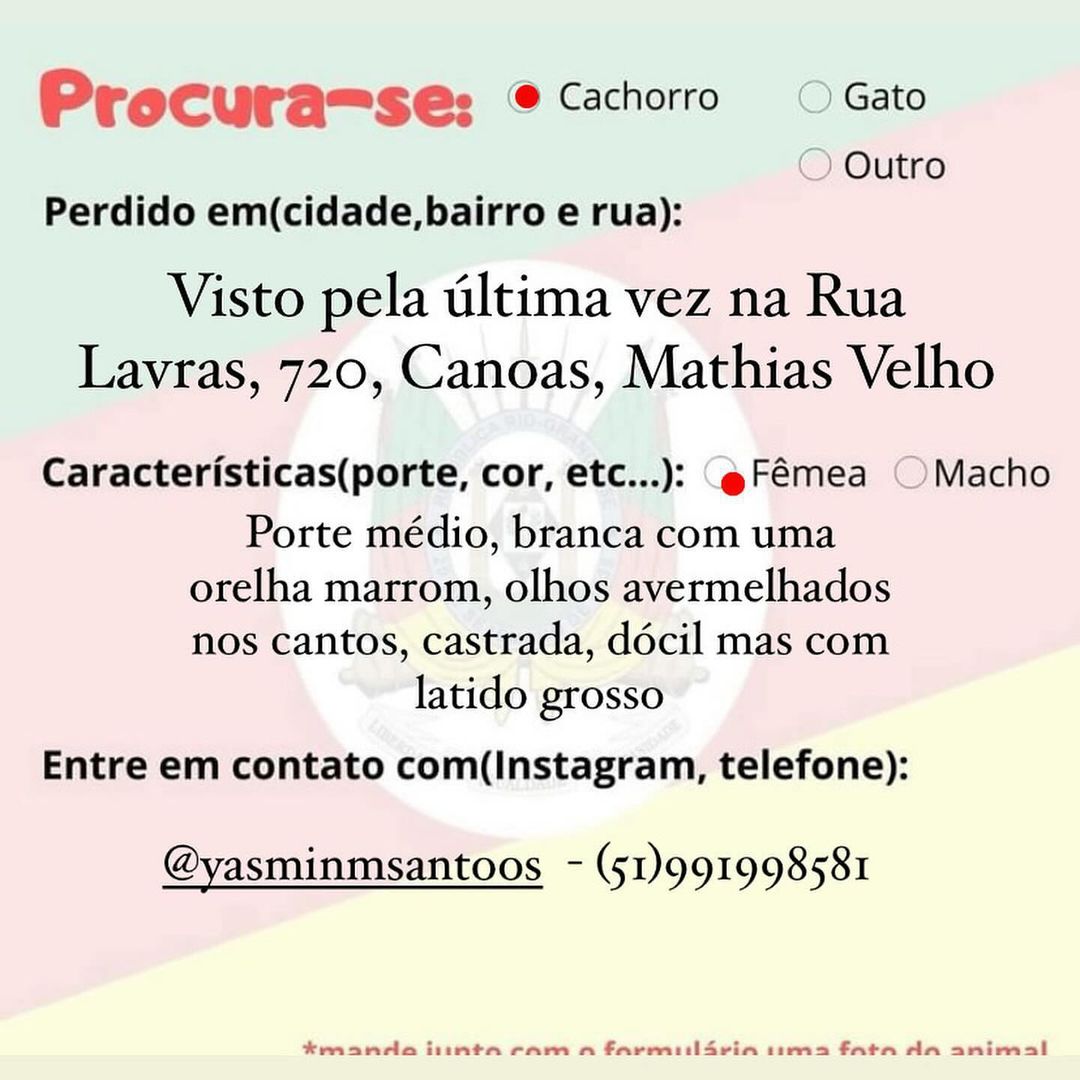 Procura-se: Cachorro Gato
Outro
Perdido em(cidade,bairro e rua):
Visto pela última vez na Rua
Lavras, 720, Canoas, Mathias Velho
Características(porte, cor, etc...): Fêmea Macho
Porte médio, branca com uma
orelha marrom, olhos avermelhados
nos cantos, castrada, dócil mas com
latido grosso
Entre em contato com(Instagram, telefone):
@yasminmsantoos - (51)991998581
*mande junto com o formulário uma foto do animal